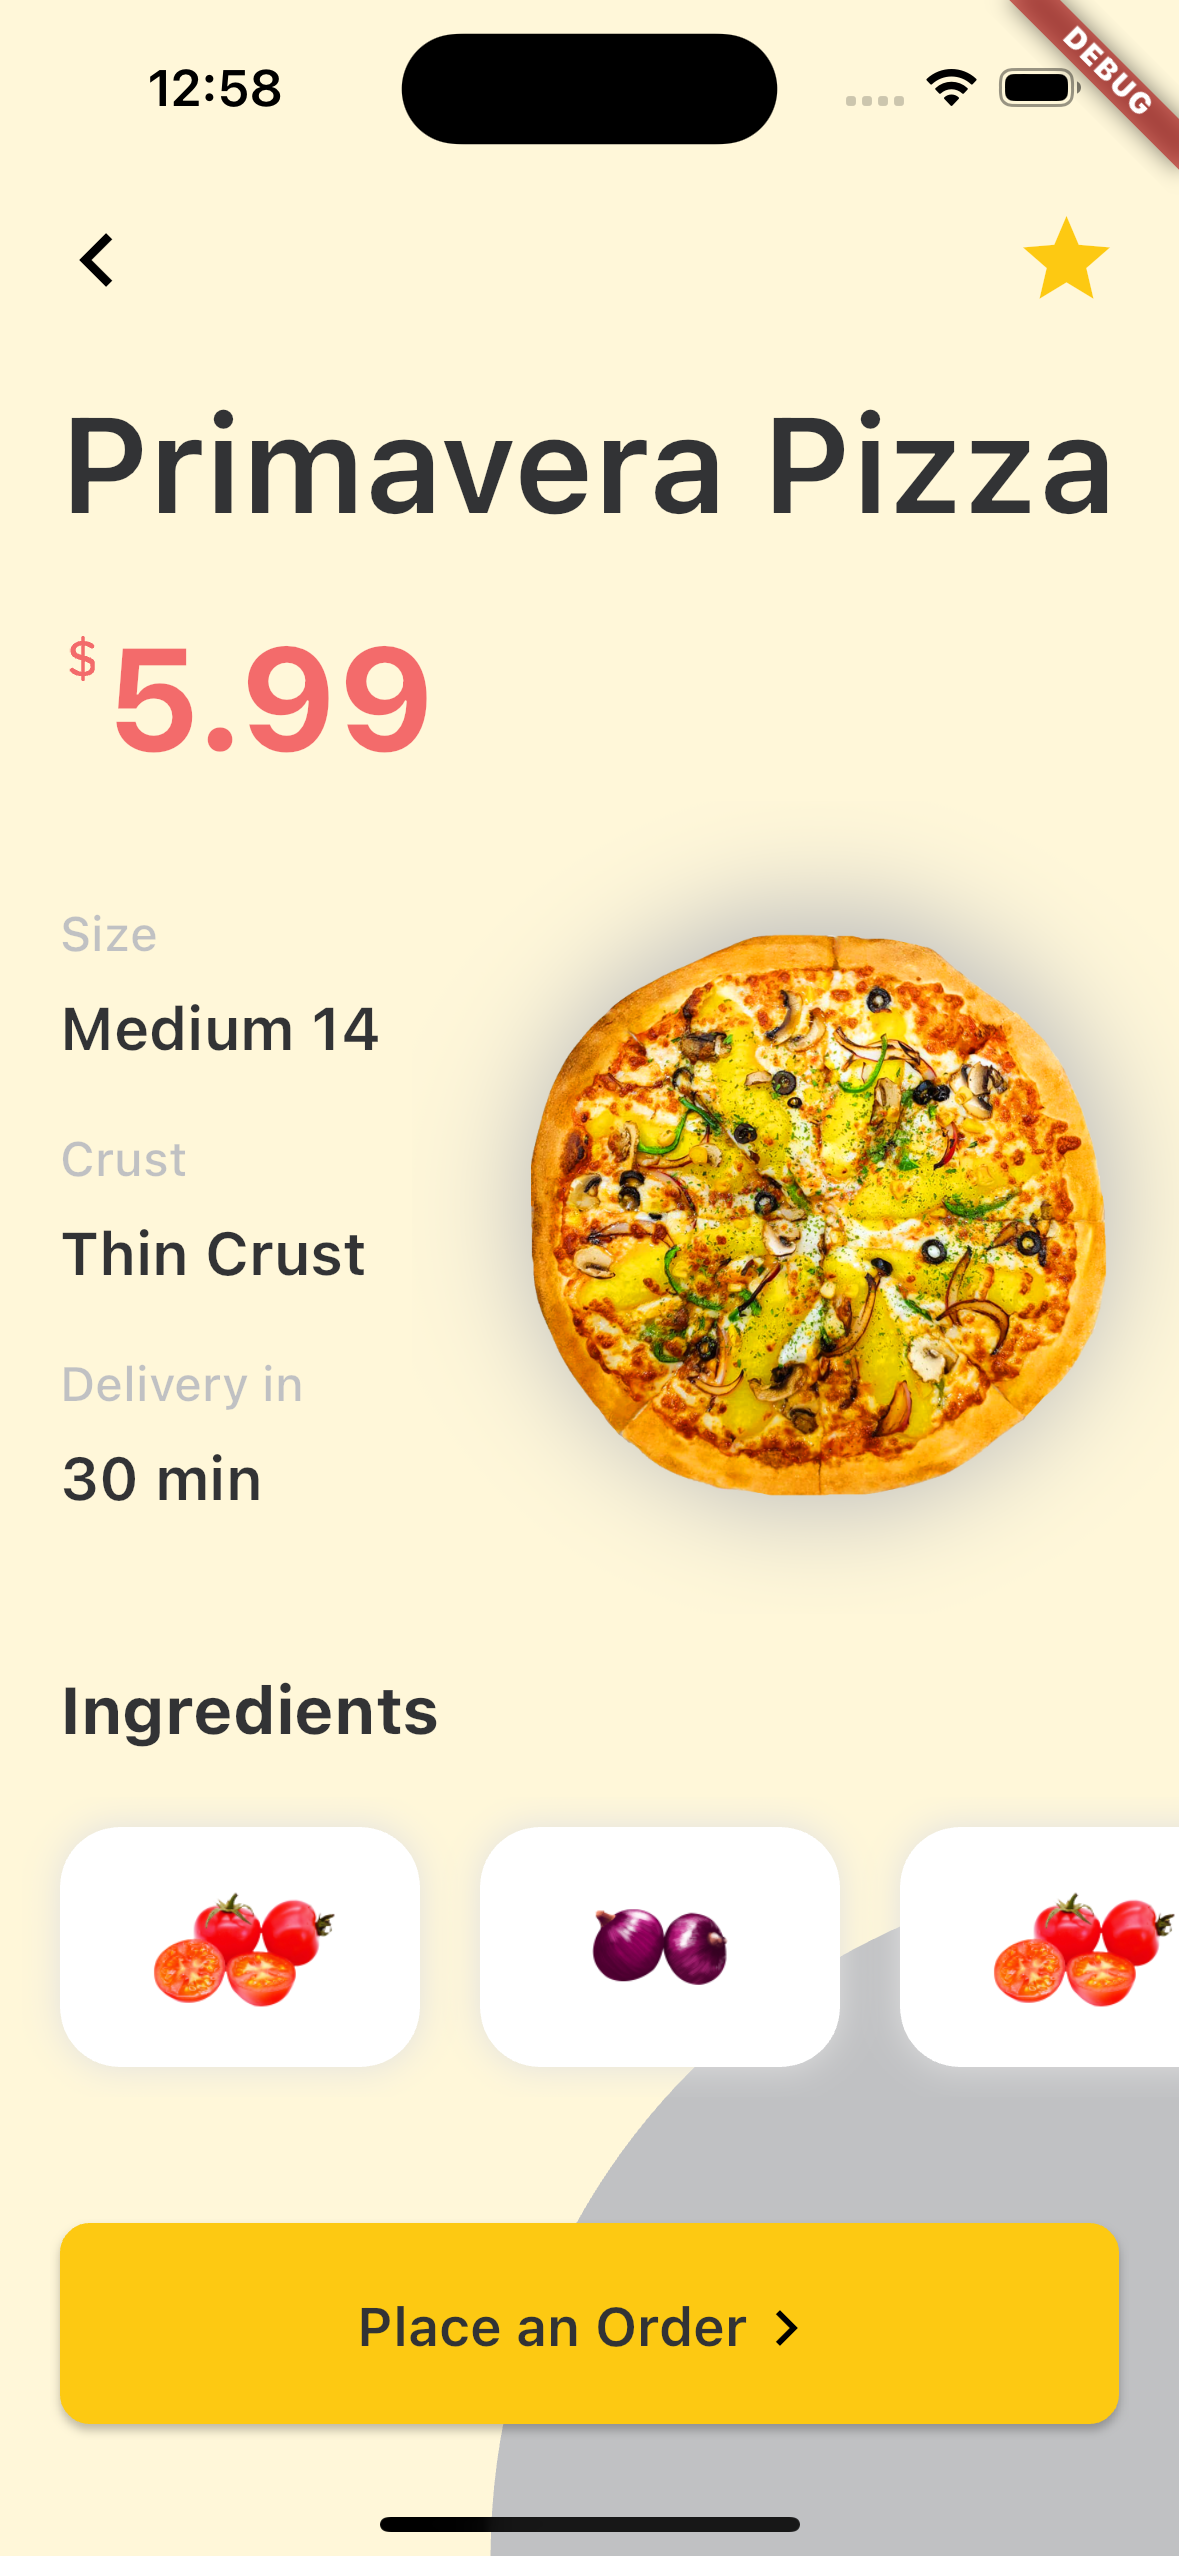 12:58
DEBUG
Primavera Pizza
$5.99
Size
Medium 14
Crust
Thin Crust
Delivery in
30 min
Ingredients
Place an Order